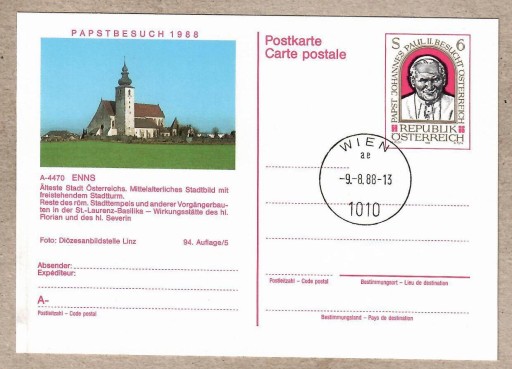 PAPSTBESUCH 1988
A-4470 ENNS
Älteste Stadt Österreichs. Mittelalterliches Stadtbild mit
freistehendem Stadtturm.
Reste des röm. Stadttempels und anderer Vorgängerbau-
ten in der St.-Laurenz-Basilika — Wirkungsstätte des hl.
Florian und des hl. Severin
Foto: Diözesanbildstelle Linz 94. Auflage/5
Absender:
Expéditeur:
A-
Postleitzahl – Code postal
Postkarte
Carte postale
S 6
PAPST JOHANNES PAUL II. BESUCHT ÖSTERREICH
REPUBLIK
ÖSTERREICH
WIEN
ae
-9.-8.88-13
1010
Postleitzahl – Code postal Bestimmungsort – Lieu de destination
Bestimmungsland – Pays de destination